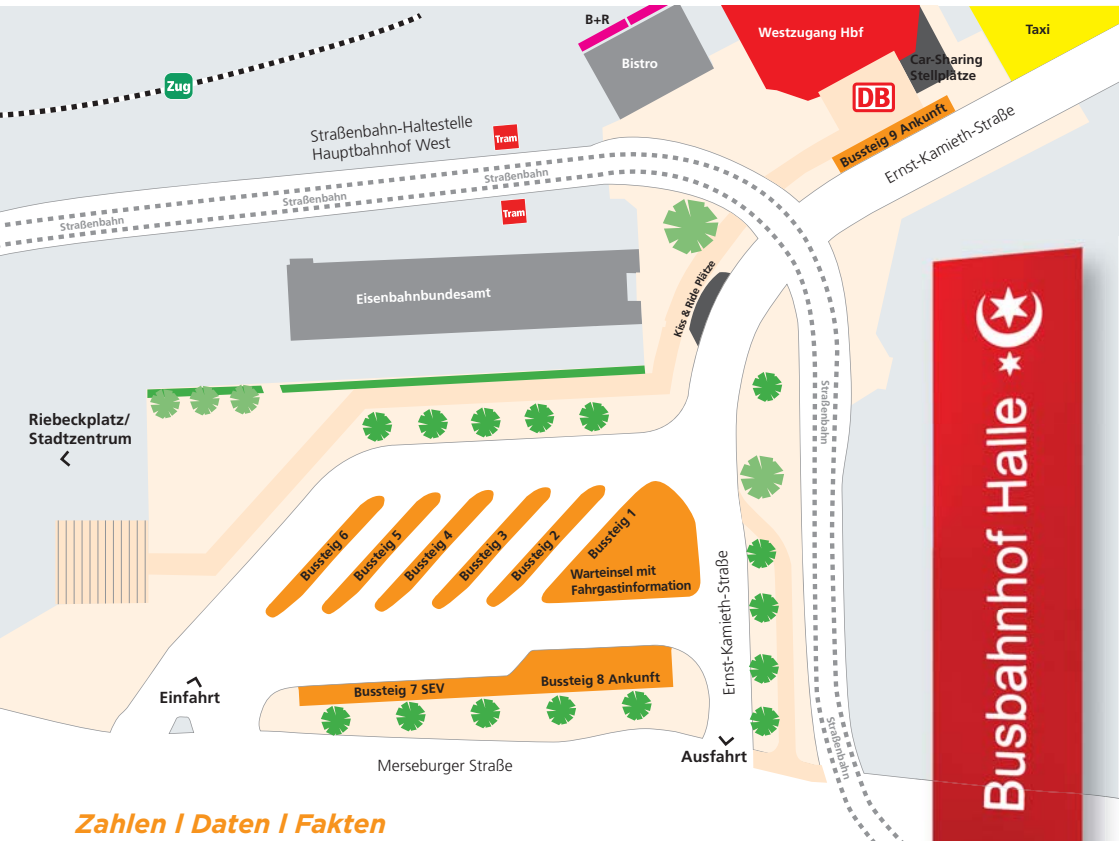 B+R
Westzugang Hbf
Taxi
Bistro
Car-Sharing
Stellplätze
Zug
DB
Bussteig 9 Ankunft
Ernst-Kamieth-Straße
Straßenbahn-Haltestelle
Hauptbahnhof West
Tram
Straßenbahn
Straßenbahn
Straßenbahn
Tram
Eisenbahnbundesamt
Kiss & Ride Plätze
Riebeckplatz/
Stadtzentrum
Straßenbahn
Bussteig 6
Bussteig 5
Bussteig 4
Bussteig 3
Bussteig 2
Bussteig 1
Warteinsel mit
Fahrgastinformation
Ernst-Kamieth-Straße
Busbahnhof Halle
Einfahrt
Bussteig 7 SEV
Bussteig 8 Ankunft
Ausfahrt
Straßenbahn
Merseburger Straße
Zahlen I Daten I Fakten